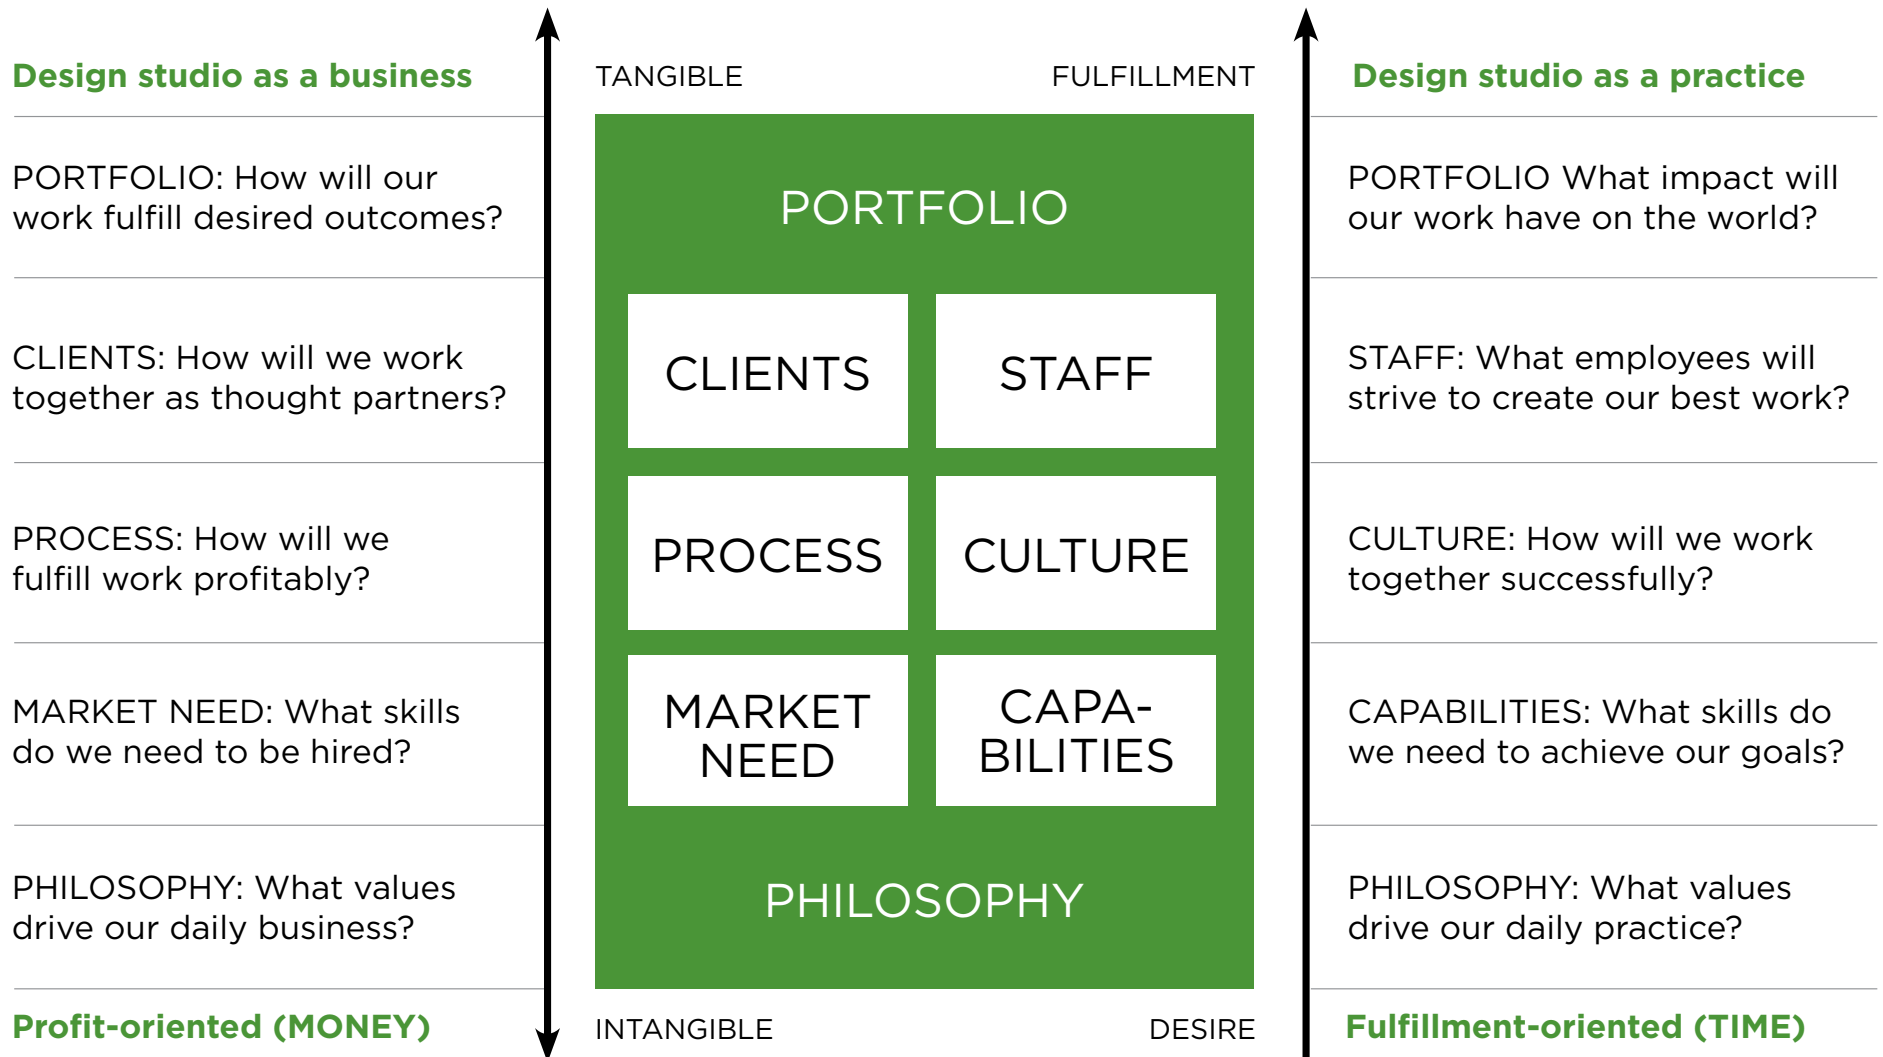 Design studio as a business
PORTFOLIO: How will our
work fulfill desired outcomes?
CLIENTS: How will we work
together as thought partners?
PROCESS: How will we
fulfill work profitably?
MARKET NEED: What skills
do we need to be hired?
PHILOSOPHY: What values
drive our daily business?
Profit-oriented (MONEY)
TANGIBLE
FULFILLMENT
PORTFOLIO
CLIENTS
STAFF
PROCESS
CULTURE
MARKET
NEED
CAPA-
BILITIES
PHILOSOPHY
INTANGIBLE
DESIRE
Design studio as a practice
PORTFOLIO What impact will
our work have on the world?
STAFF: What employees will
strive to create our best work?
CULTURE: How will we work
together successfully?
CAPABILITIES: What skills do
we need to achieve our goals?
PHILOSOPHY: What values
drive our daily practice?
Fulfillment-oriented (TIME)